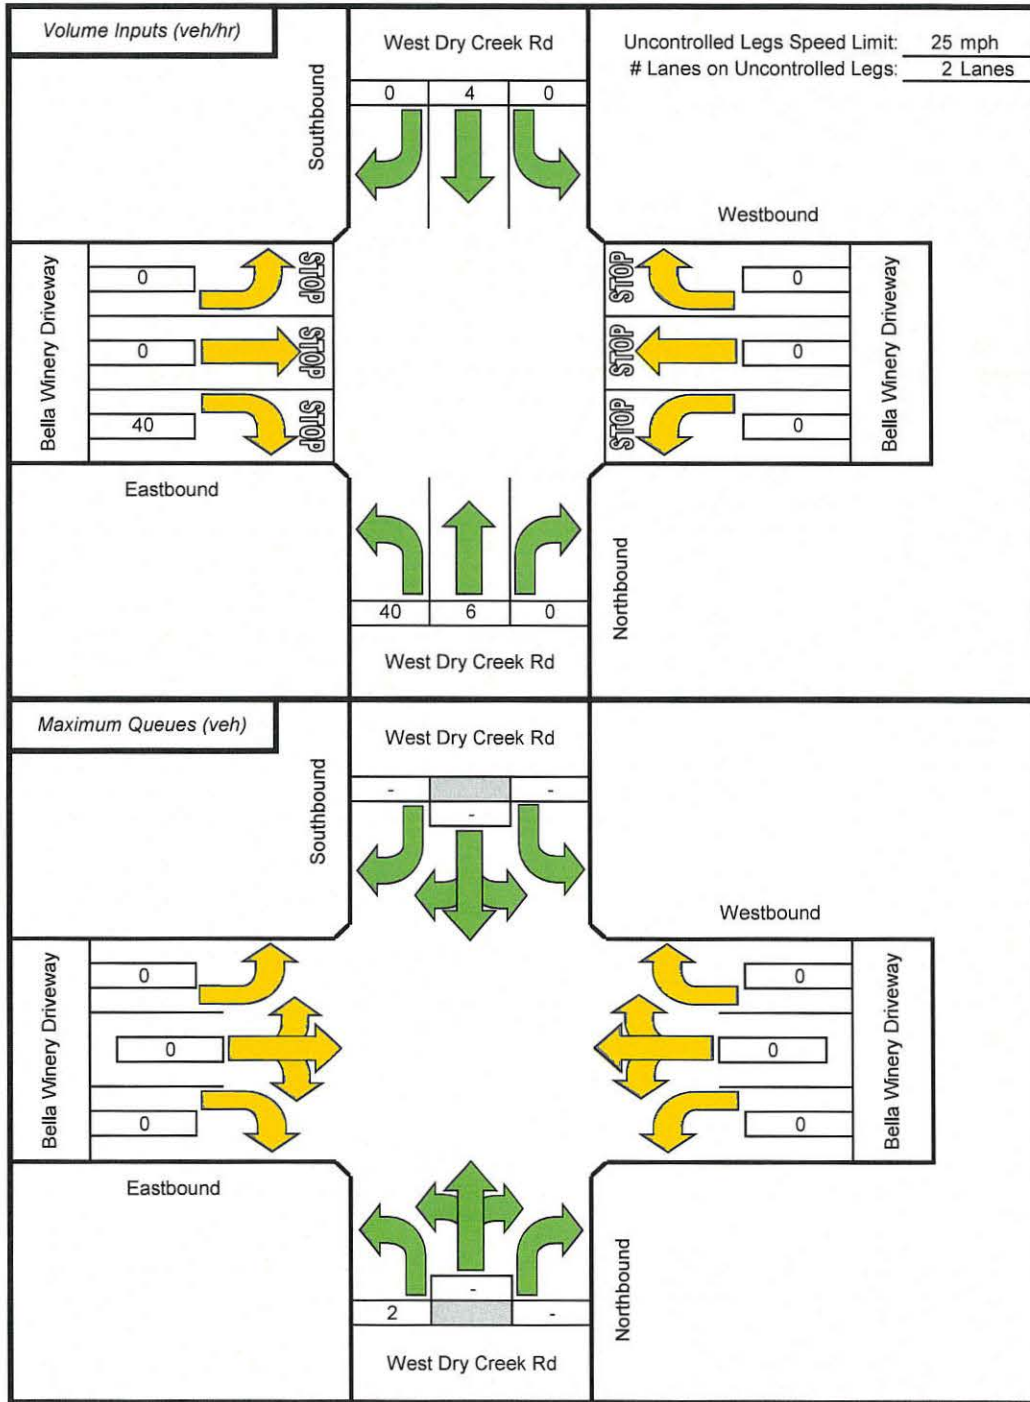 Volume Inputs (veh/hr)
West Dry Creek Rd
Uncontrolled Legs Speed Limit: 25 mph
# Lanes on Uncontrolled Legs: 2 Lanes
0 4 0
Southbound
Westbound
Bella Winery Driveway
0 STOP
0 STOP
40 STOP
STOP 0
STOP 0
STOP 0
Bella Winery Driveway
Eastbound
Northbound
40 6 0
West Dry Creek Rd
Maximum Queues (veh)
West Dry Creek Rd
- -
-
Southbound
Westbound
Bella Winery Driveway
0
0
0
0
0
0
Bella Winery Driveway
Eastbound
Northbound
-
2 -
West Dry Creek Rd